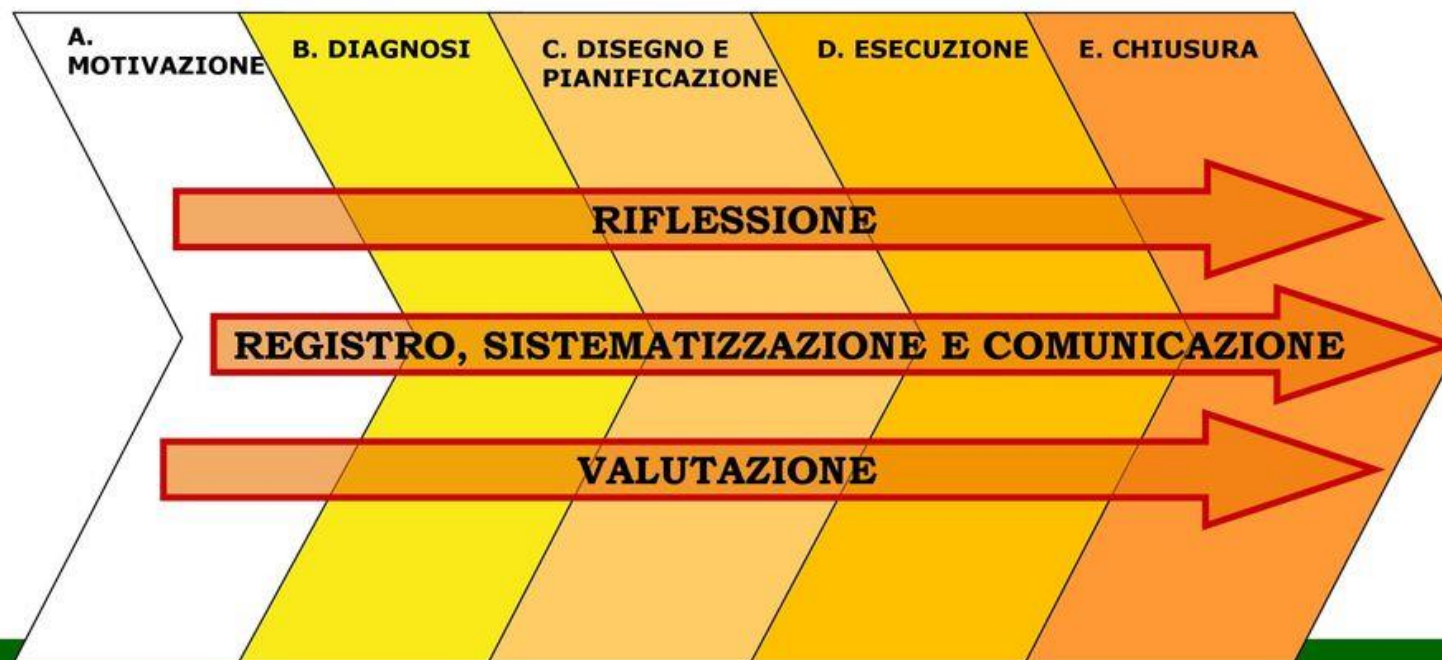 A.
MOTIVAZIONE
B. DIAGNOSI
C. DISEGNO E
PIANIFICAZIONE
D. ESECUZIONE
E. CHIUSURA
RIFLESSIONE
REGISTRO, SISTEMATIZZAZIONE E COMUNICAZIONE
VALUTAZIONE